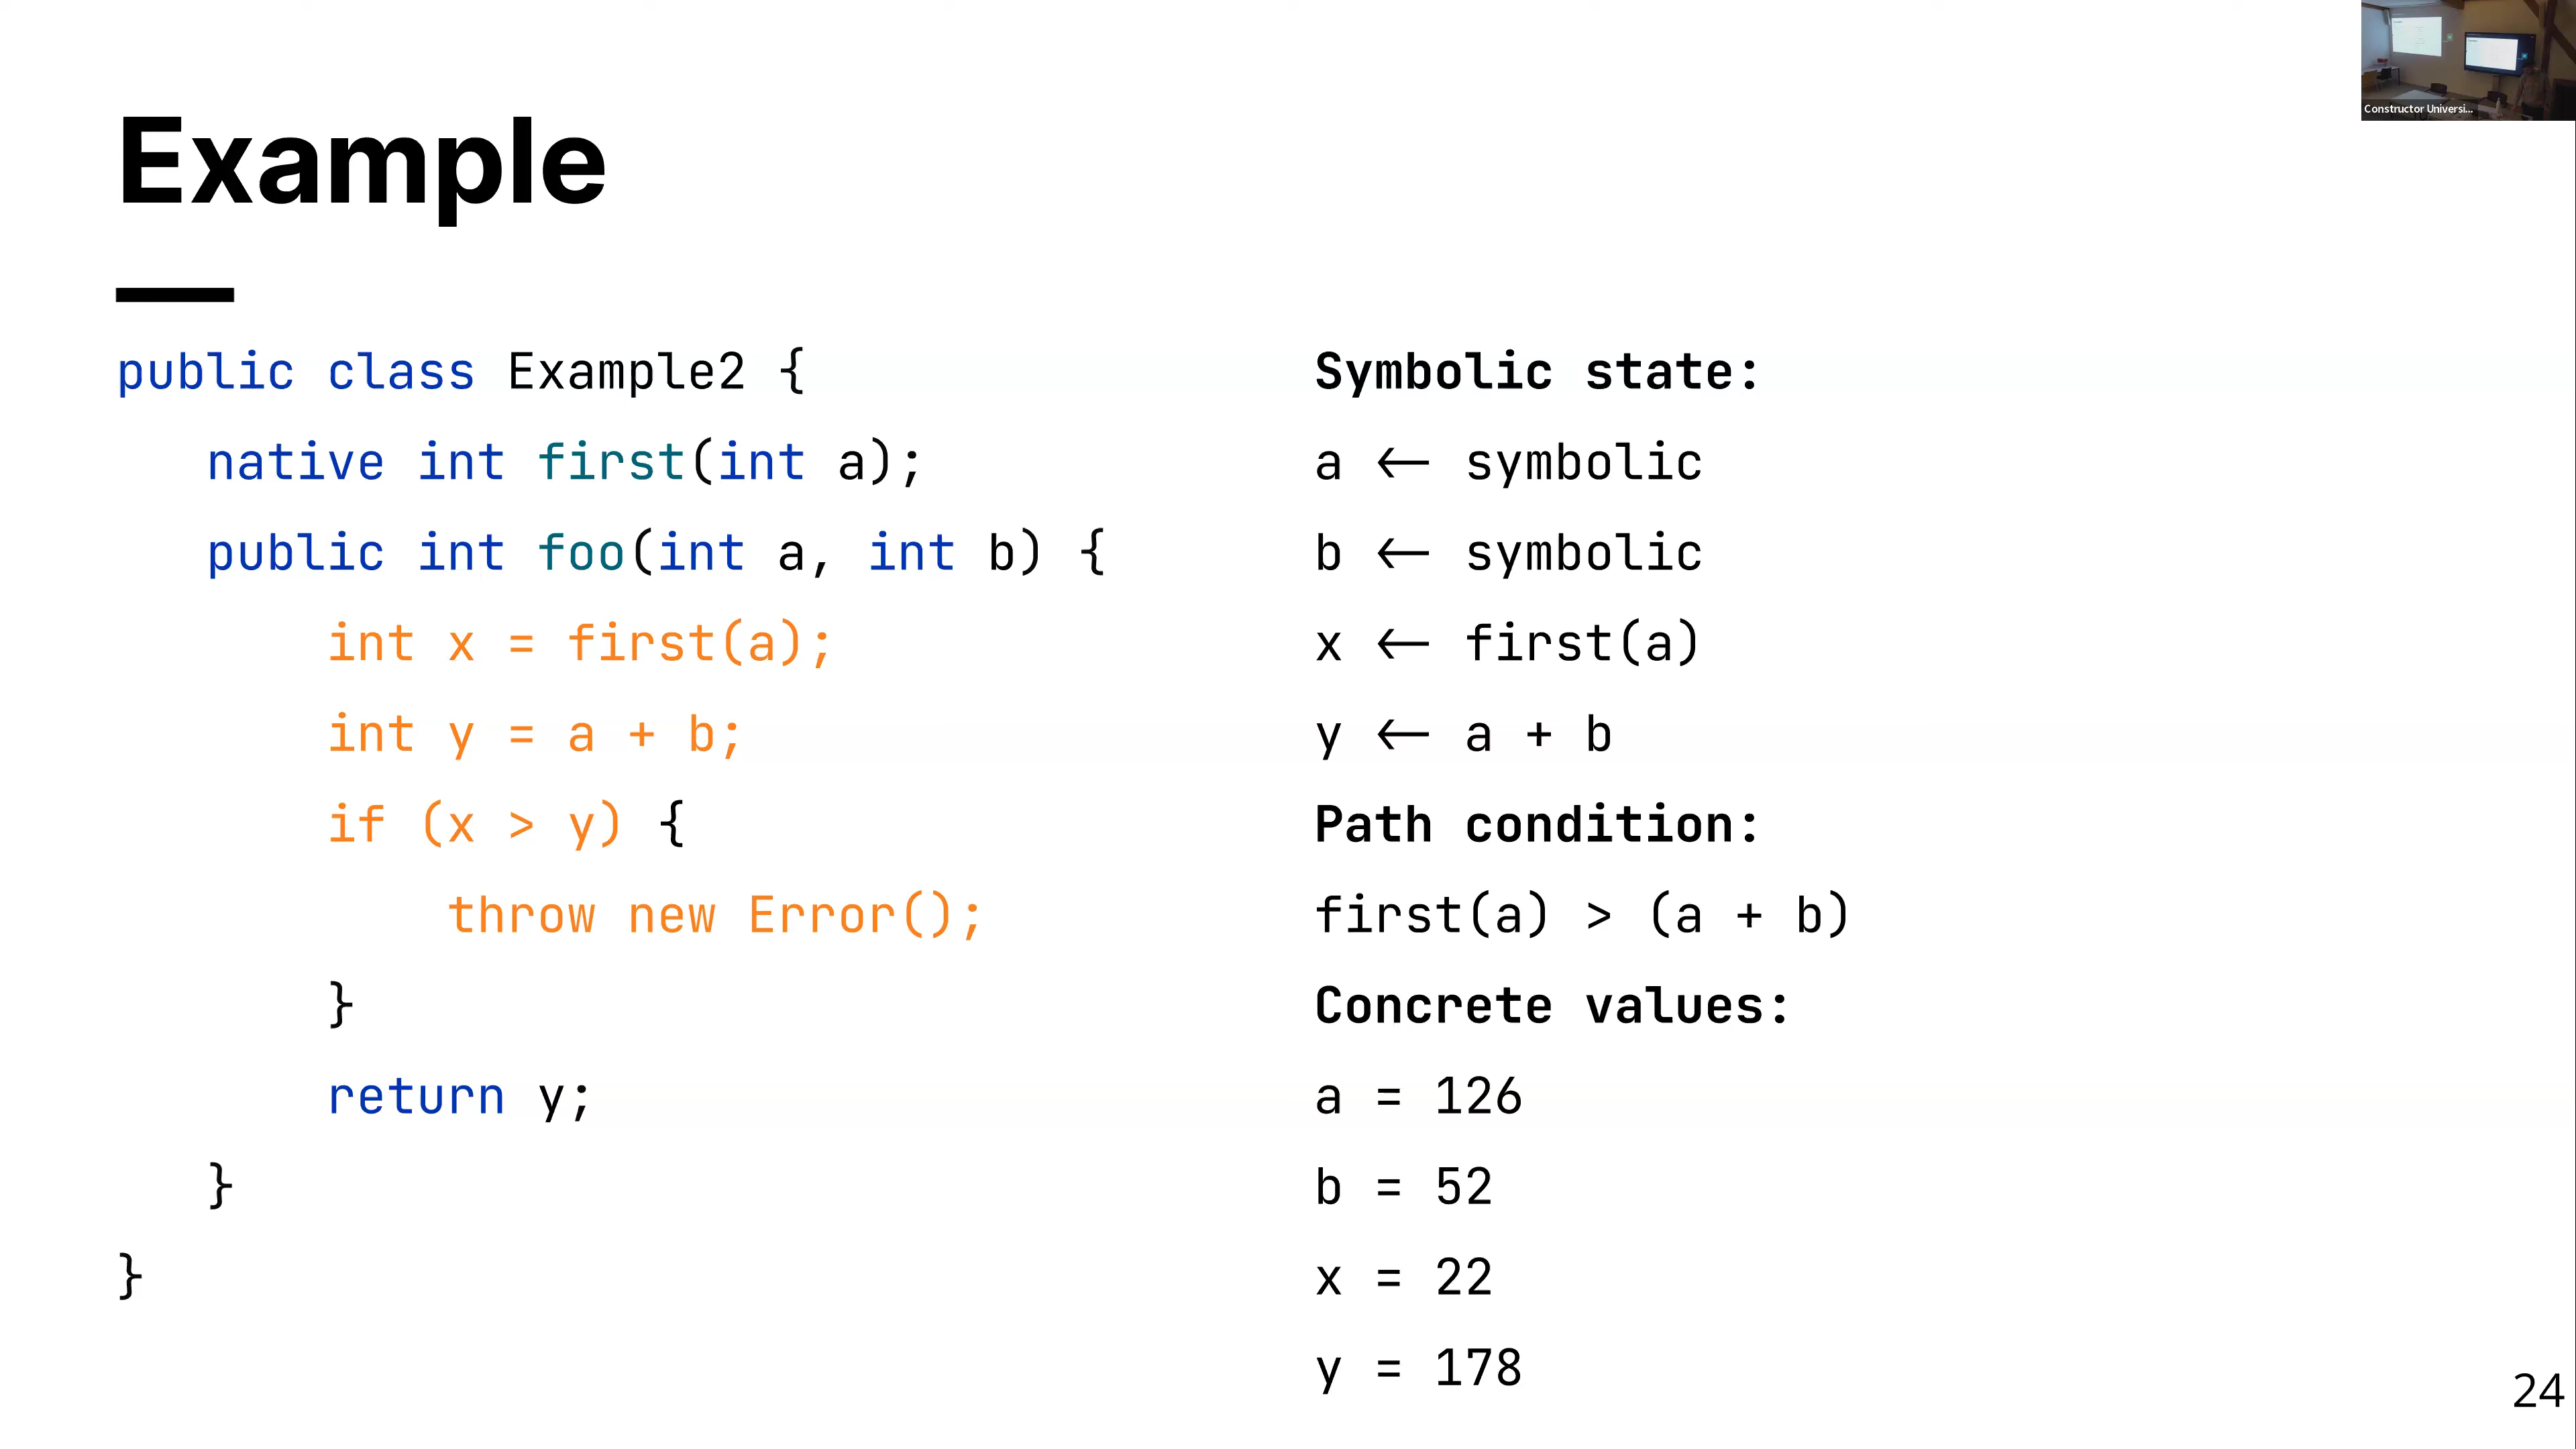 Constructor Universi...
Example
public class Example2 {
native int first(int a);
public int foo(int a, int b) {
int x = first(a);
int y = a + b;
if (x > y) {
throw new Error();
}
return y;
}
}
Symbolic state:
a ← symbolic
b ← symbolic
x ← first(a)
y ← a + b
Path condition:
first(a) > (a + b)
Concrete values:
a = 126
b = 52
x = 22
y = 178
24